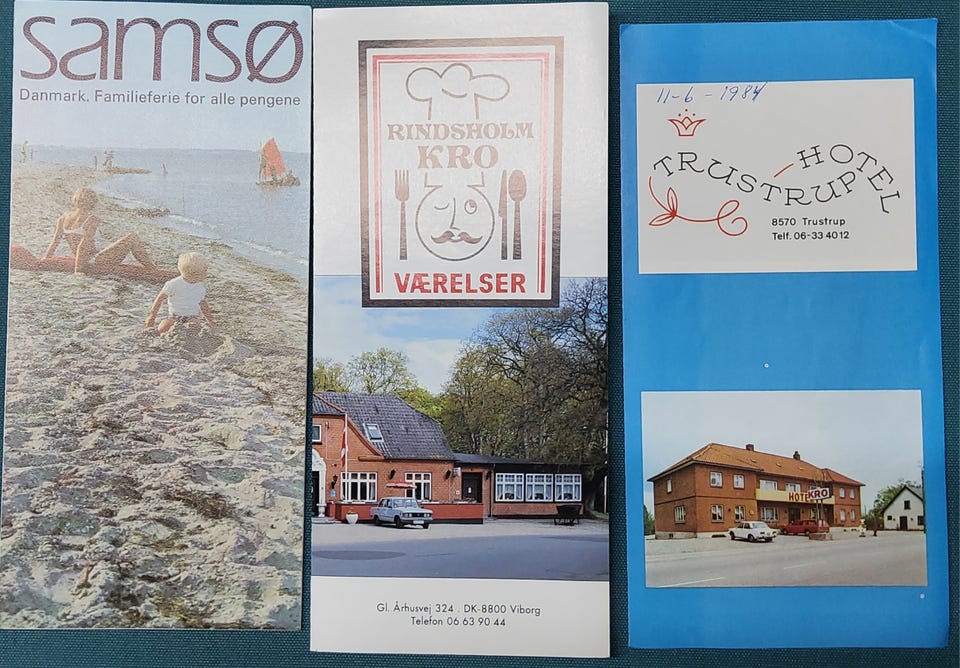 samsø
Danmark. Familieferie for alle pengene
RINDSHOLM
KRO
VÆRELSER
Gl. Århusvej 324 . DK-8800 Viborg
Telefon 06 63 90 44
11-6-1984
TRUSTRUP HOTEL
8570 Trustrup
Telf. 06-33 40 12
HOTEL
KRO